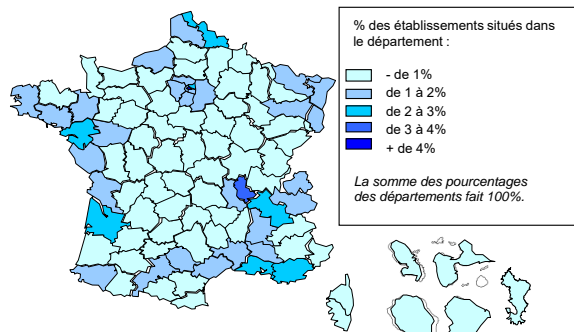 % des établissements situés dans
le département :
- de 1%
de 1 à 2%
de 2 à 3%
de 3 à 4%
+ de 4%
La somme des pourcentages
des départements fait 100%.